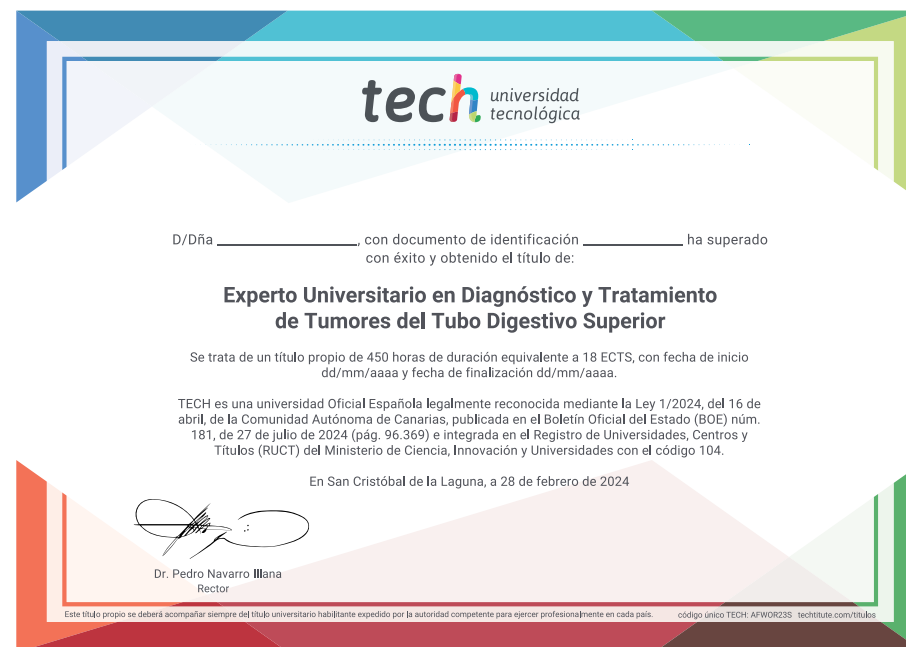 tech universidad
tecnológica
D/Dña ____________, con documento de identificación ____________ ha superado
con éxito y obtenido el título de:
Experto Universitario en Diagnóstico y Tratamiento
de Tumores del Tubo Digestivo Superior
Se trata de un título propio de 450 horas de duración equivalente a 18 ECTS, con fecha de inicio
dd/mm/aaaa y fecha de finalización dd/mm/aaaa.
TECH es una universidad Oficial Española legalmente reconocida mediante la Ley 1/2024, del 16 de
abril, de la Comunidad Autónoma de Canarias, publicada en el Boletín Oficial del Estado (BOE) núm.
181, de 27 de julio de 2024 (pág. 96.369) e integrada en el Registro de Universidades, Centros y
Títulos (RUCT) del Ministerio de Ciencia, Innovación y Universidades con el código 104.
En San Cristóbal de la Laguna, a 28 de febrero de 2024
Dr. Pedro Navarro Illana
Rector
Este título propio se deberá acompañar siempre del título universitario habilitante expedido por la autoridad competente para ejercer profesionalmente en cada país. código único TECH: AFWOR23S techtitute.com/titulos